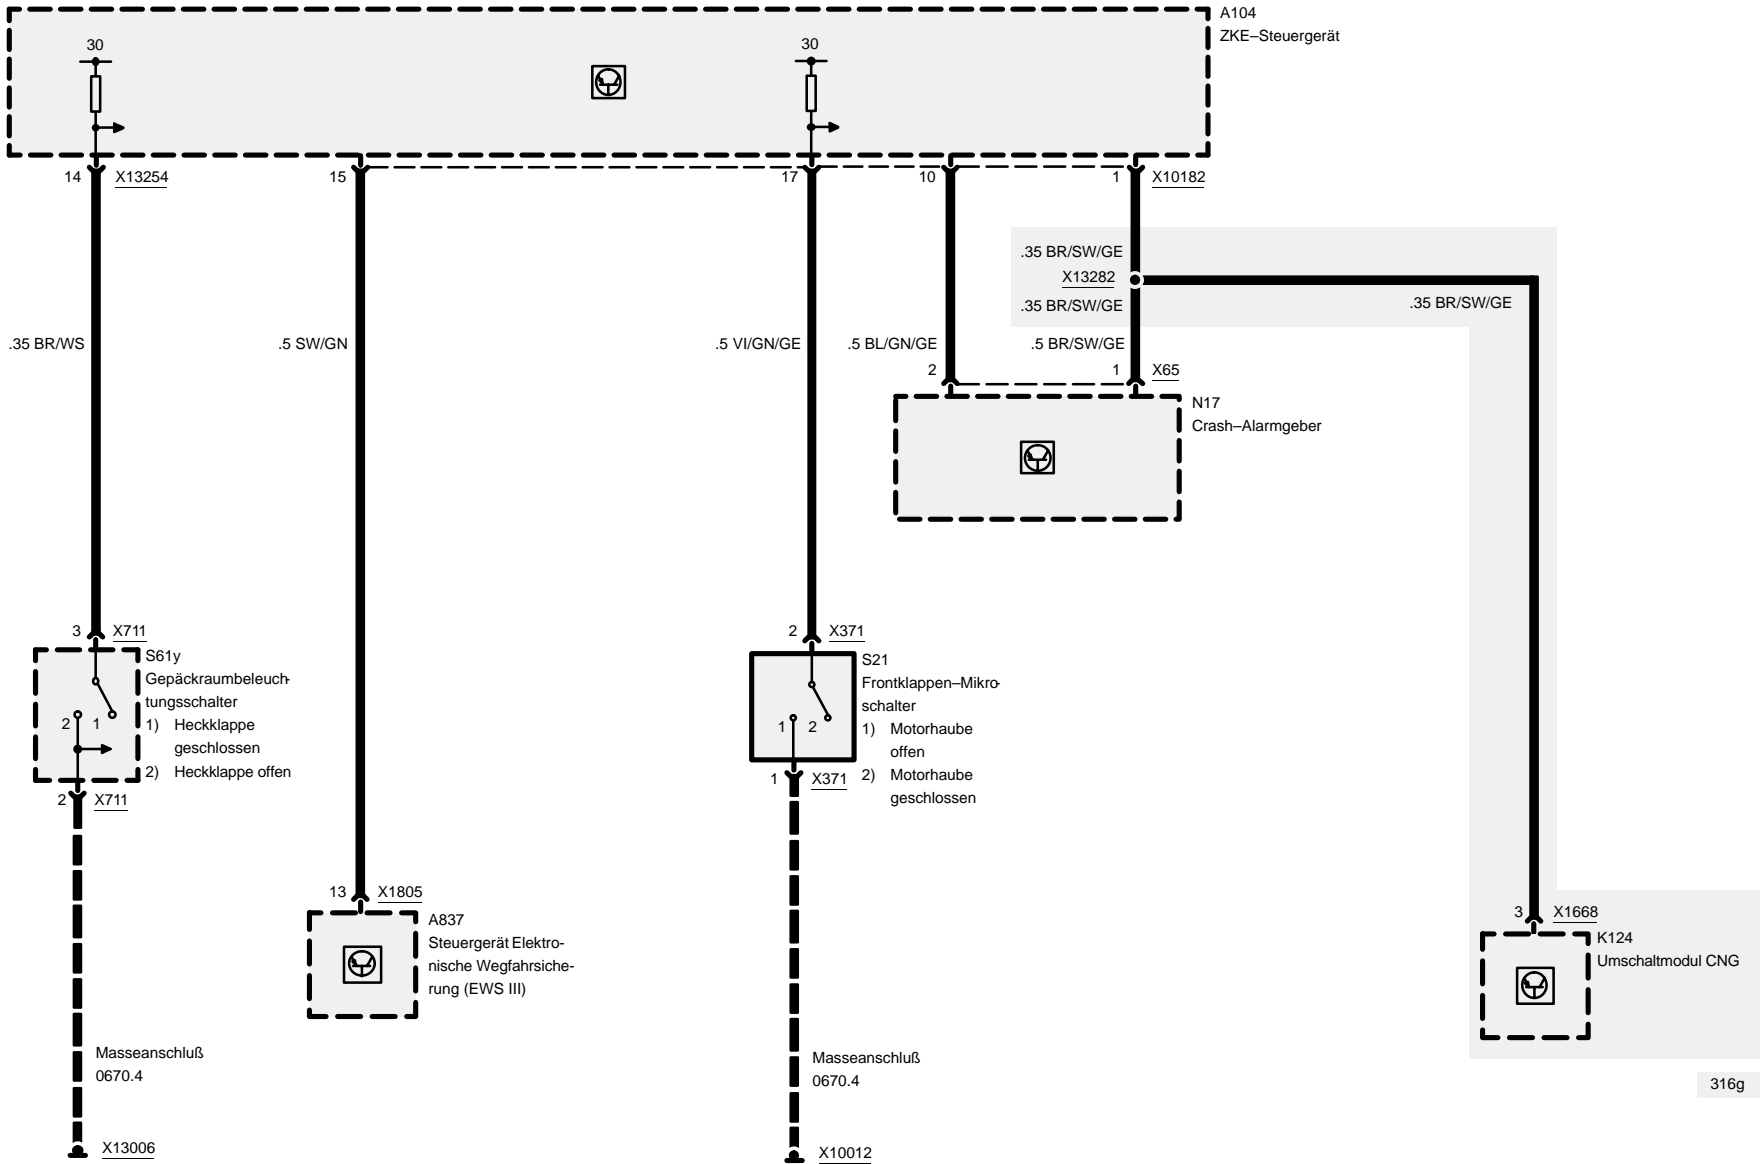 A104
ZKE–Steuergerät
30
30
14 X13254
15
17
10
1 X10182
.35 BR/SW/GE
X13282
.35 BR/SW/GE
.35 BR/SW/GE
.35 BR/WS
.5 SW/GN
.5 VI/GN/GE
.5 BL/GN/GE
.5 BR/SW/GE
2
1 X65
N17
Crash–Alarmgeber
3 X711
S61y
Gepäckraumbeleuch-
tungsschalter
1) Heckklappe
geschlossen
2) Heckklappe offen
2 1
2 X711
2 X371
S21
Frontklappen–Mikro-
schalter
1) Motorhaube
offen
2) Motorhaube
geschlossen
1 2
1 X371
13 X1805
A837
Steuergerät Elektro-
nische Wegfahrsiche-
rung (EWS III)
3 X1668
K124
Umschaltmodul CNG
Masseanschluß
0670.4
Masseanschluß
0670.4
316g
X13006
X10012